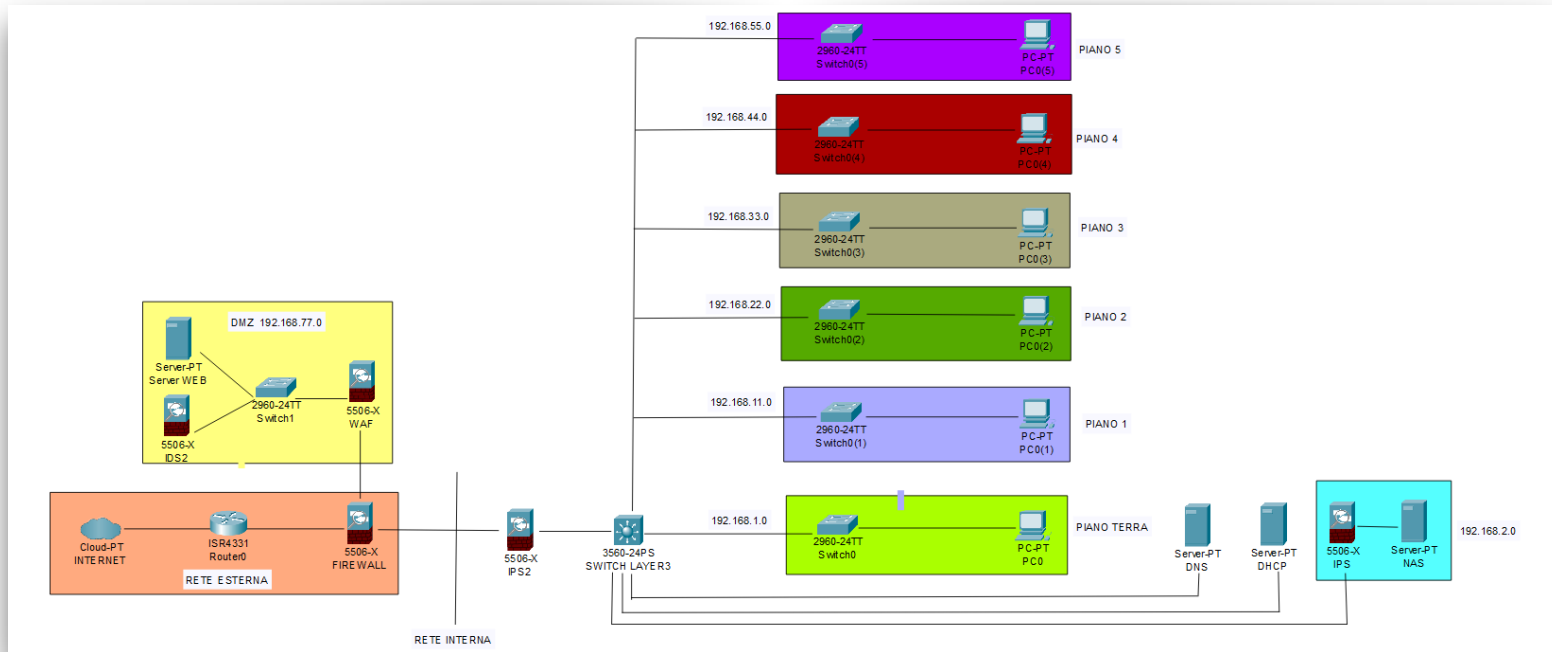 192.168.55.0
2960-24TT
Switch0(5)
PC-PT
PC0(5)
PIANO 5
192.168.44.0
2960-24TT
Switch0(4)
PC-PT
PC0(4)
PIANO 4
192.168.33.0
2960-24TT
Switch0(3)
PC-PT
PC0(3)
PIANO 3
192.168.22.0
2960-24TT
Switch0(2)
PC-PT
PC0(2)
PIANO 2
192.168.11.0
2960-24TT
Switch0(1)
PC-PT
PC0(1)
PIANO 1
DMZ 192.168.77.0
Server-PT
Server WEB
2960-24TT
Switch1
5506-X
WAF
5506-X
IDS2
Cloud-PT
INTERNET
ISR4331
Router0
5506-X
FIREWALL
RETE ESTERNA
RETE INTERNA
5506-X
IPS2
3560-24PS
SWITCH LAYER3
192.168.1.0
2960-24TT
Switch0
PC-PT
PC0
PIANO TERRA
Server-PT
DNS
Server-PT
DHCP
5506-X
IPS
Server-PT
NAS
192.168.2.0